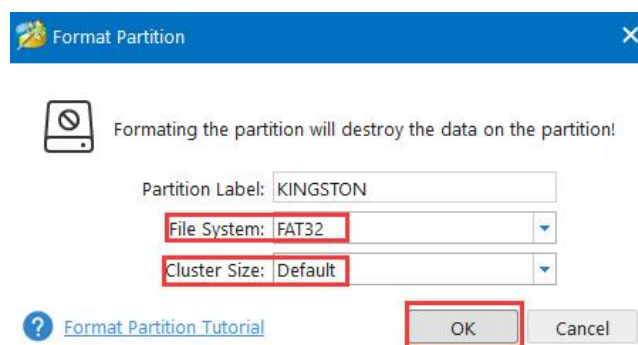 Format Partition
Formating the partition will destroy the data on the partition!
Partition Label: KINGSTON
File System: FAT32
Cluster Size: Default
? Format Partition Tutorial OK Cancel